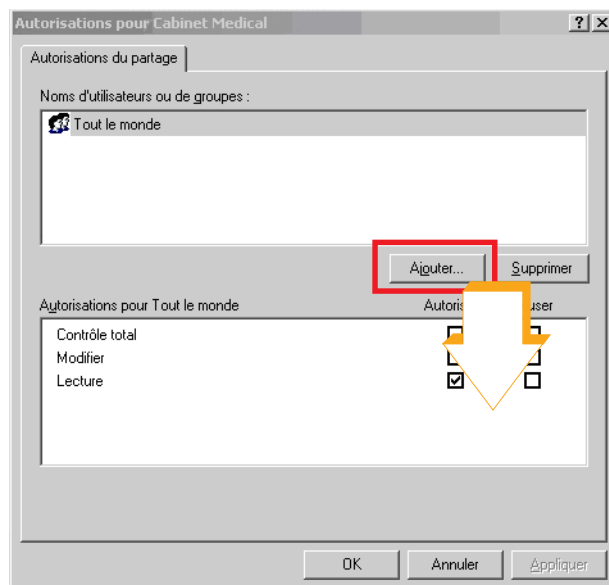 Autorisations pour Cabinet Medical
Autorisations du partage
Noms d'utilisateurs ou de groupes :
Tout le monde
Ajouter... Supprimer
Autorisations pour Tout le monde
Contrôle total
Modifier
Lecture
OK Annuler Appliquer